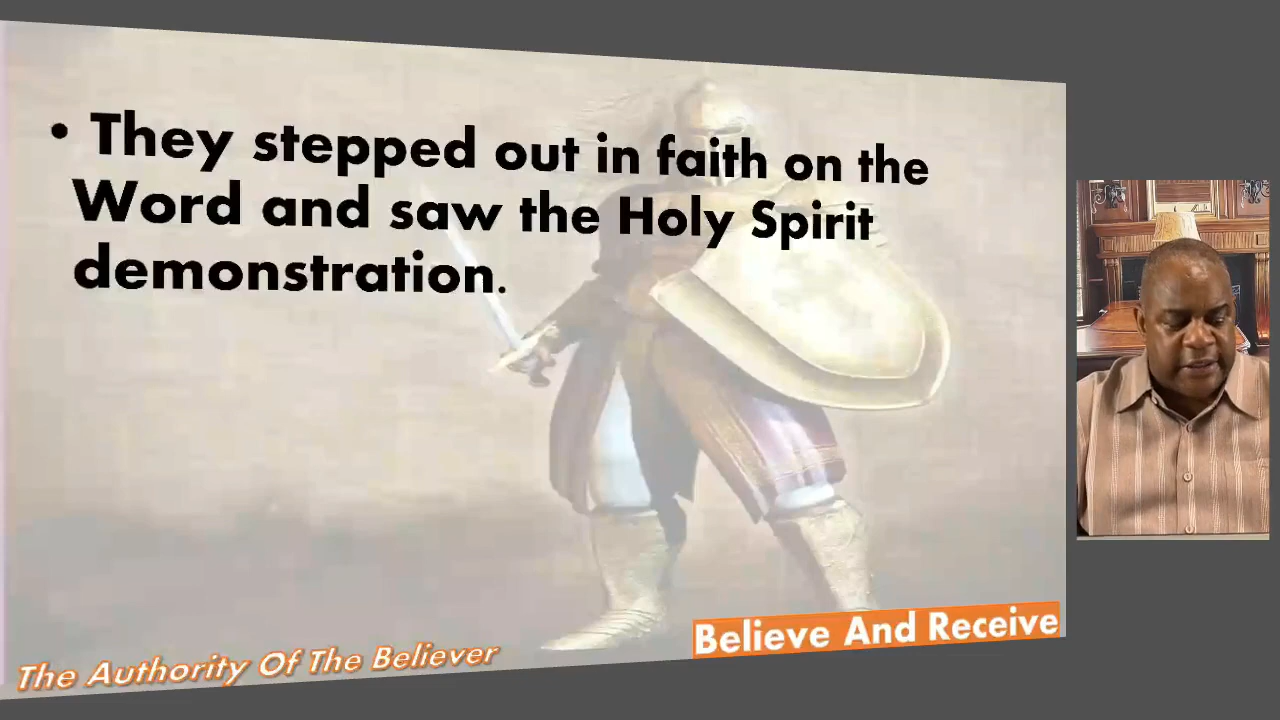 • They stepped out in faith on the
Word and saw the Holy Spirit
demonstration.
Believe And Receive
The Authority Of The Believer